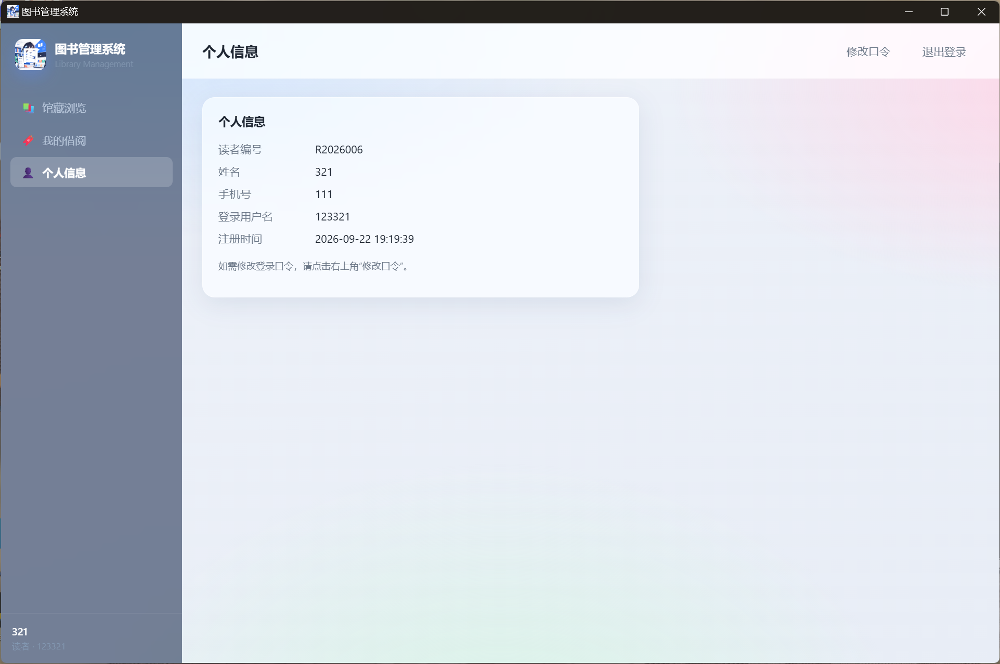 图书管理系统
图
图书管理系统
Library Management
馆藏浏览
我的借阅
个人信息
321
读者 · 123321
个人信息
修改口令
退出登录
个人信息
读者编号 R2026006
姓名 321
手机号 111
登录用户名 123321
注册时间 2026-09-22 19:19:39
如需修改登录口令，请点击右上角“修改口令”。